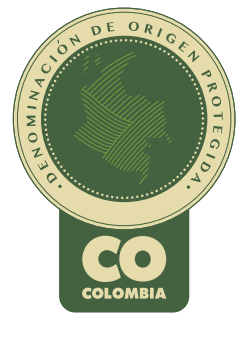 • DENOMINACIÓN DE ORIGEN PROTEGIDA •
CO
COLOMBIA